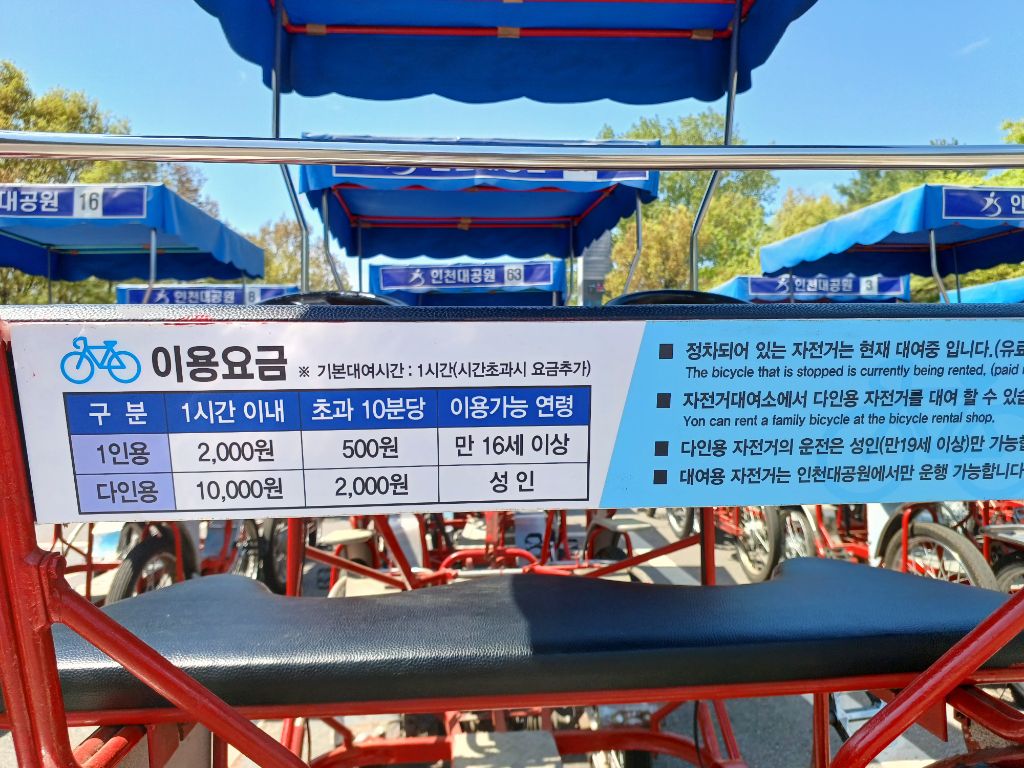 대공원 16
인천대공원 63
인천대공원 8
인천대공원 3
인
이용요금 ※ 기본대여시간 : 1시간(시간초과시 요금추가)
구 분 1시간 이내 초과 10분당 이용가능 연령
1인용 2,000원 500원 만 16세 이상
다인용 10,000원 2,000원 성 인
■ 정차되어 있는 자전거는 현재 대여중 입니다.(유료
The bicycle that is stopped is currently being rented, (paid
■ 자전거대여소에서 다인용 자전거를 대여 할 수
Yon can rent a family bicycle at the bicycle rental shop.
■ 다인용 자전거의 운전은 성인(만19세 이상)만
■ 대여용 자전거는 인천대공원에서만 운행 가능합니다